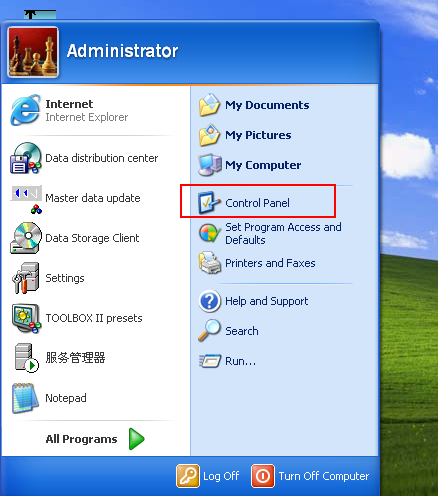 Administrator
Internet
Internet Explorer
Data distribution center
Master data update
Data Storage Client
Settings
TOOLBOX II presets
服务管理器
Notepad
All Programs
My Documents
My Pictures
My Computer
Control Panel
Set Program Access and
Defaults
Printers and Faxes
Help and Support
Search
Run...
Log Off
Turn Off Computer